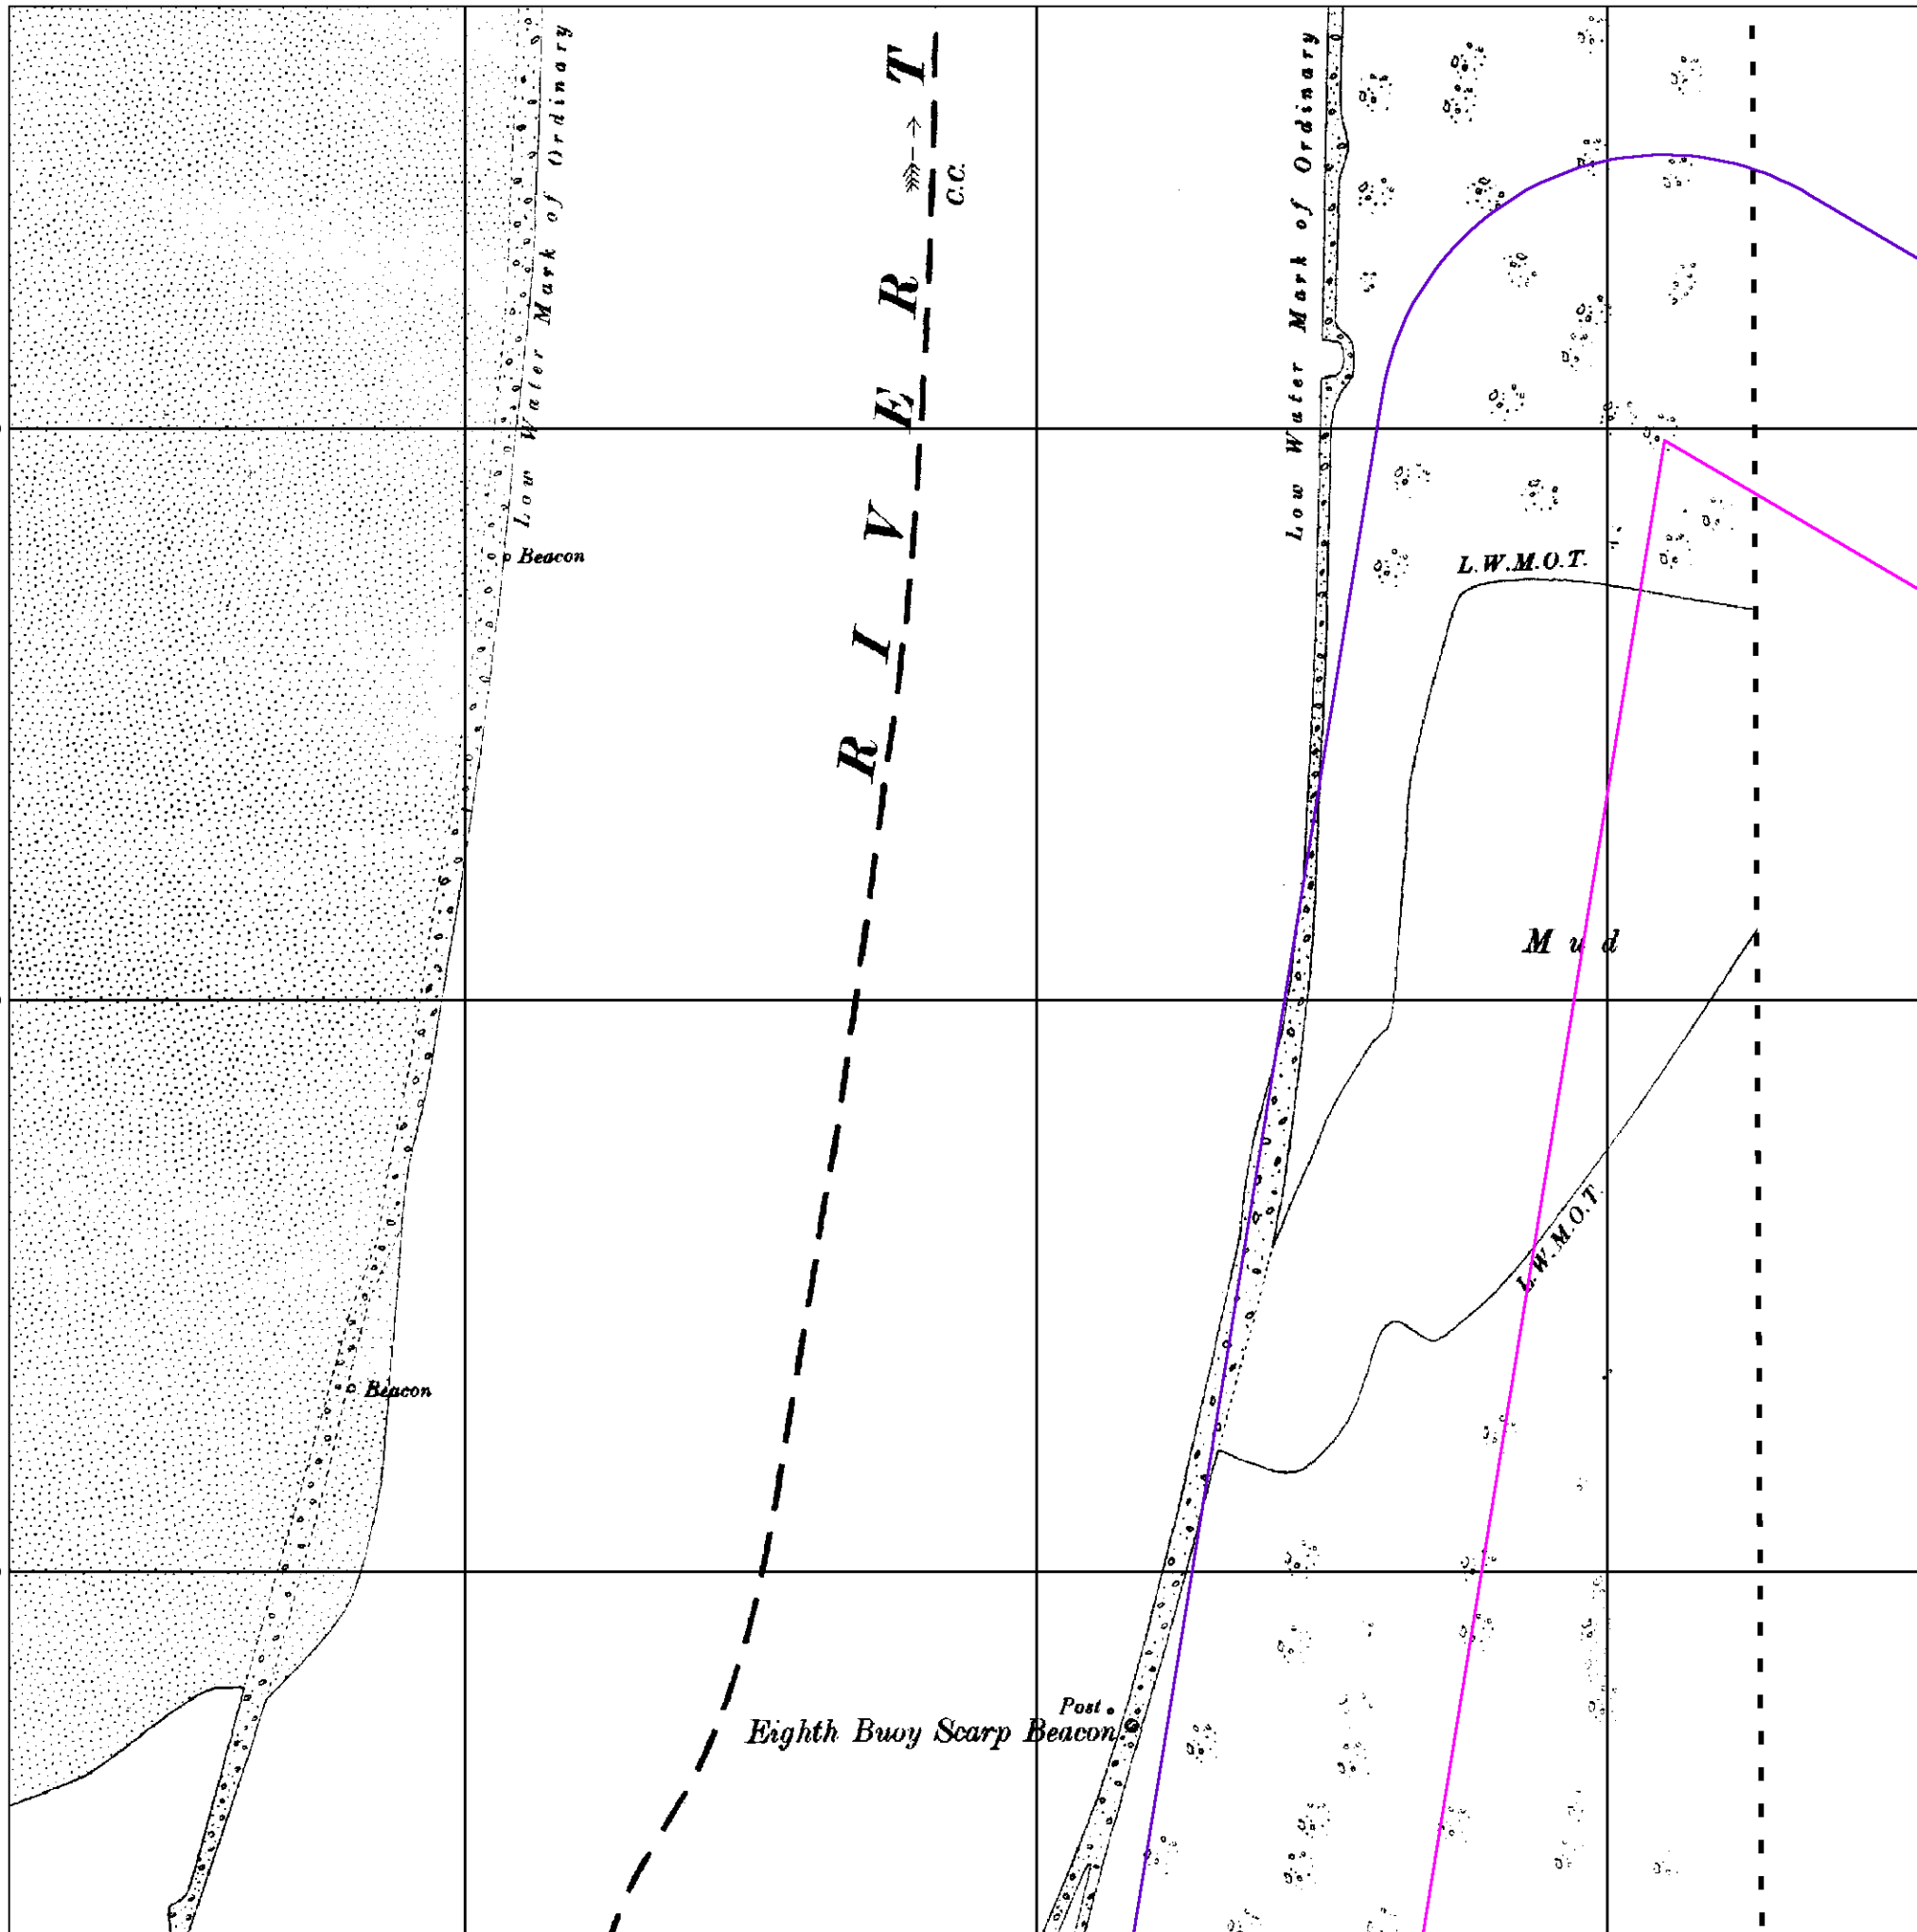 Low Water Mark of Ordinary
RIVER T
C.C.
Low Water Mark of Ordinary
Beacon
L.W.M.O.T.
Mud
L.W.M.O.T.
Beacon
Post
Eighth Buoy Scarp Beacon